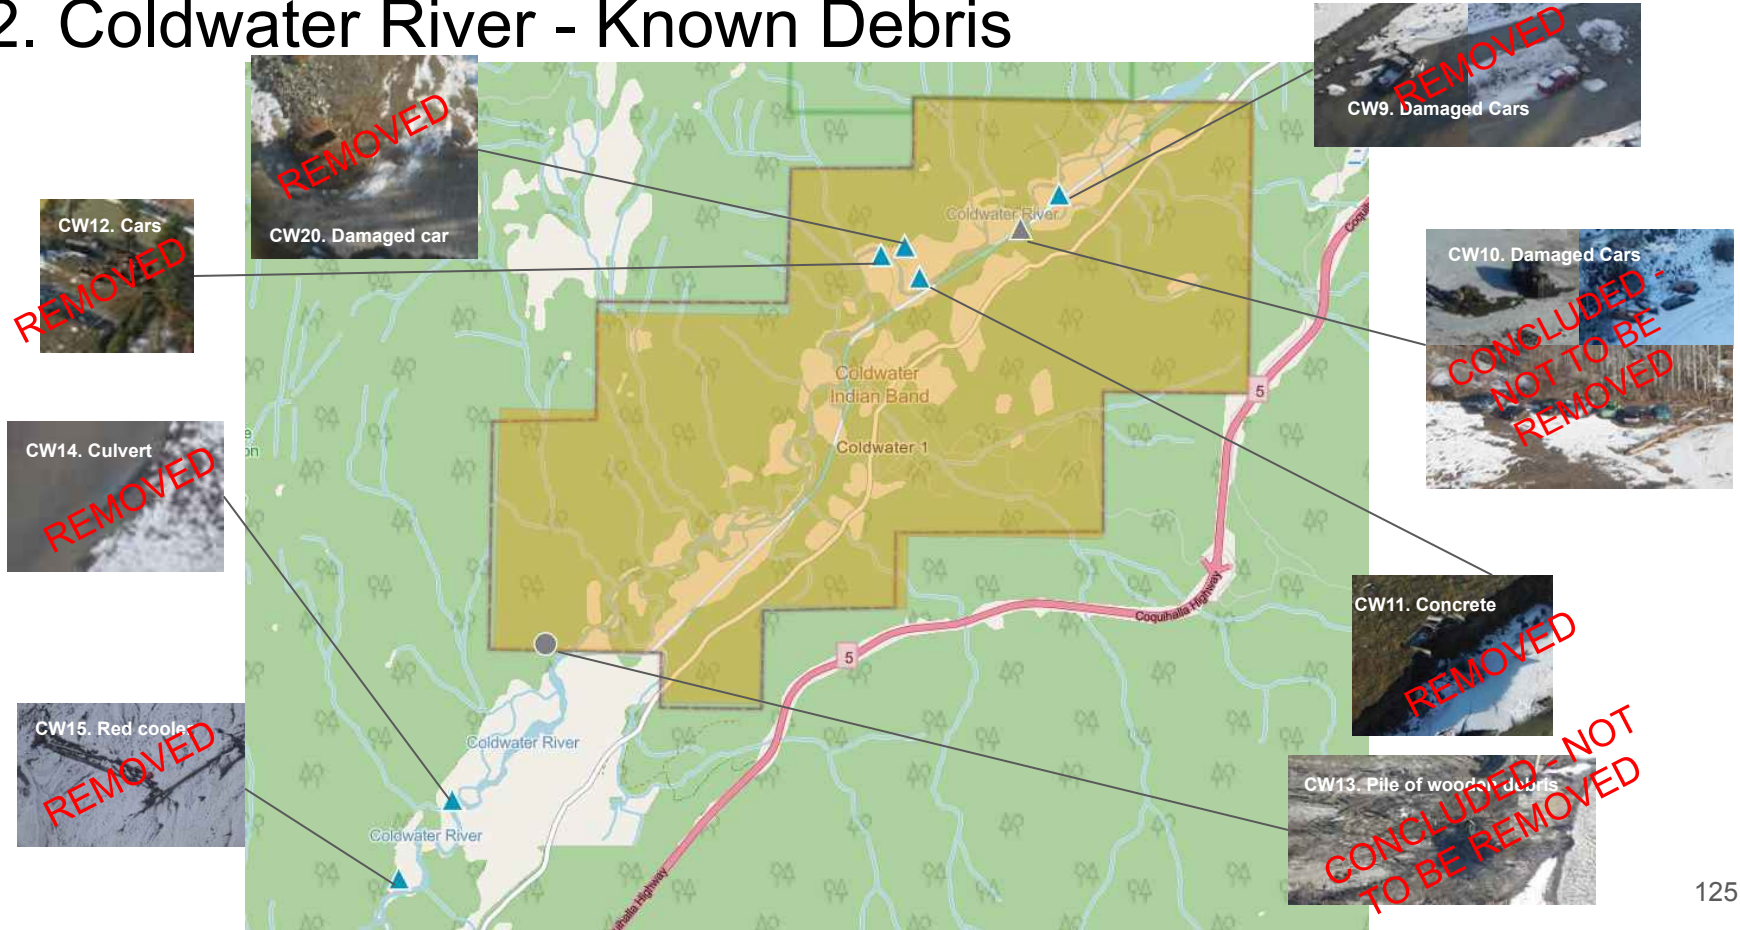 2. Coldwater River - Known Debris
REMOVED
CW20. Damaged car
REMOVED
CW9. Damaged Cars
CW12. Cars
REMOVED
CW10. Damaged Cars
CONCLUDED -
NOT TO BE
REMOVED
CW14. Culvert
REMOVED
CW11. Concrete
REMOVED
CW15. Red cooler
REMOVED
CW13. Pile of wooden debris
CONCLUDED - NOT
TO BE REMOVED
Coldwater River
Coldwater
Indian Band
Coldwater 1
5
Coquihalla Highway
5
Coldwater River
Coldwater River
125